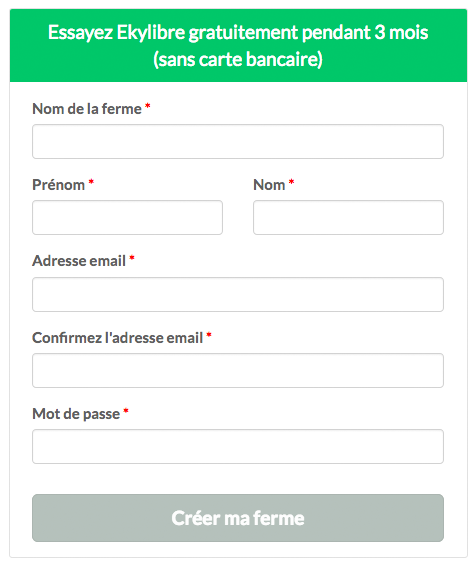 Essayez Ekylibre gratuitement pendant 3 mois
(sans carte bancaire)
Nom de la ferme *
Prénom * Nom *
Adresse email *
Confirmez l'adresse email *
Mot de passe *
Créer ma ferme